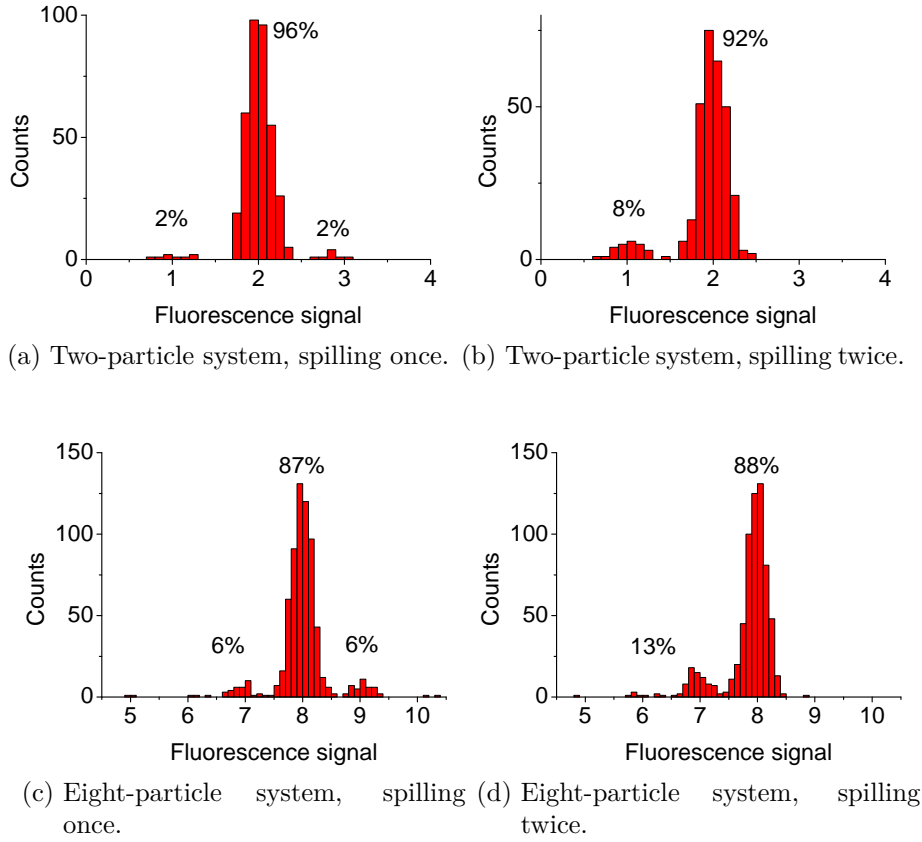 100
50
0
Counts
96%
2%
2%
0 1 2 3 4
Fluorescence signal
(a) Two-particle system, spilling once.
50
0
Counts
92%
8%
0 1 2 3 4
Fluorescence signal
(b) Two-particle system, spilling twice.
150
100
50
0
Counts
87%
6%
6%
5 6 7 8 9 10
Fluorescence signal
(c) Eight-particle system, spilling
once.
150
100
50
0
Counts
88%
13%
5 6 7 8 9 10
Fluorescence signal
(d) Eight-particle system, spilling
twice.